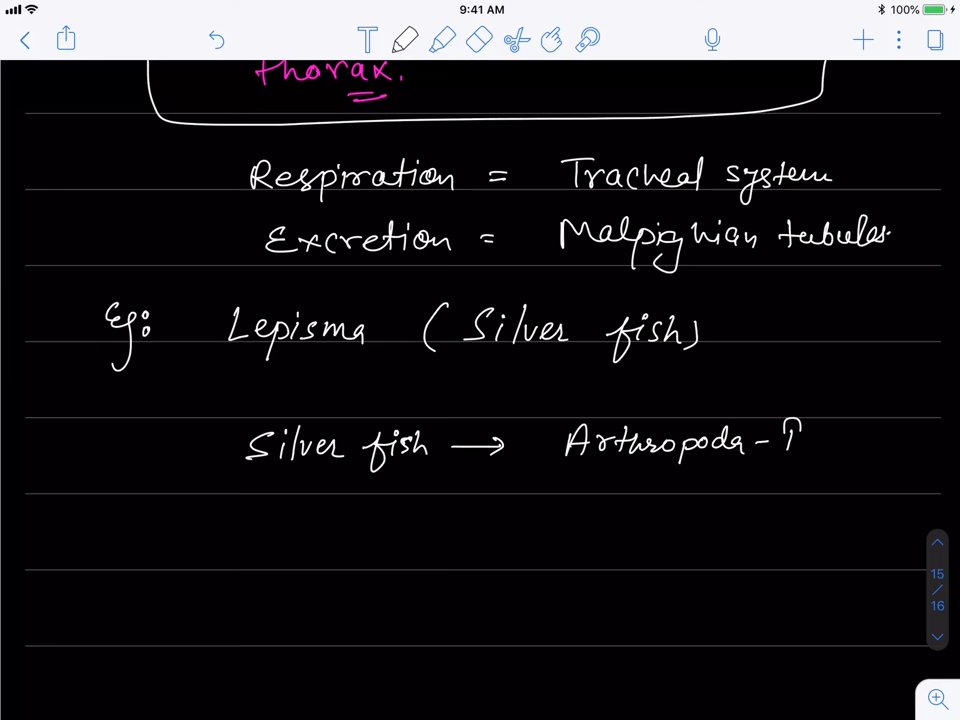 9:41 AM
100%
T
thorax.
Respiration = Tracheal system
Excretion = Malpighian tubules
Eg: Lepisma ( Silver fish)
Silver fish → Arthropoda -
15
/
16